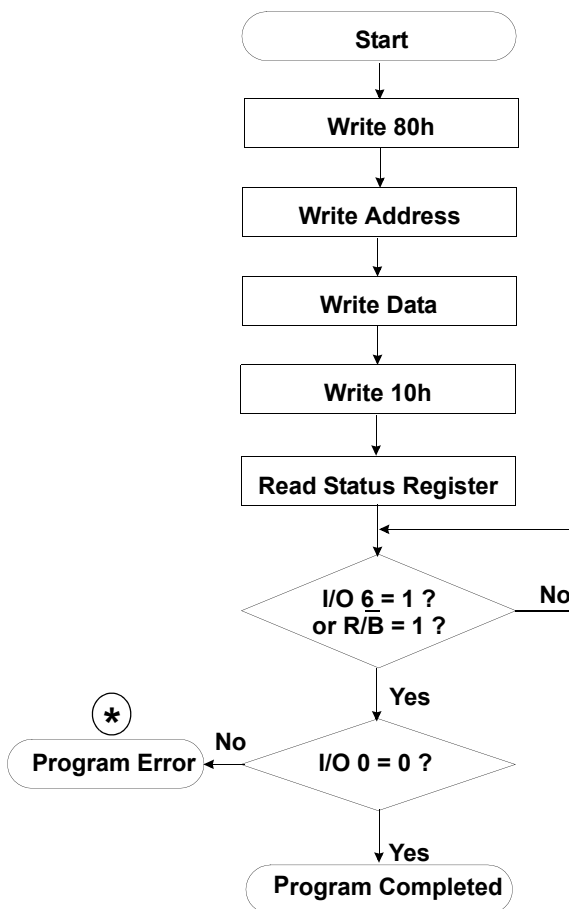 Start
Write 80h
Write Address
Write Data
Write 10h
Read Status Register
I/O 6 = 1 ?
or R/B̅ = 1 ?
No
Yes
*
No
Program Error
I/O 0 = 0 ?
Yes
Program Completed